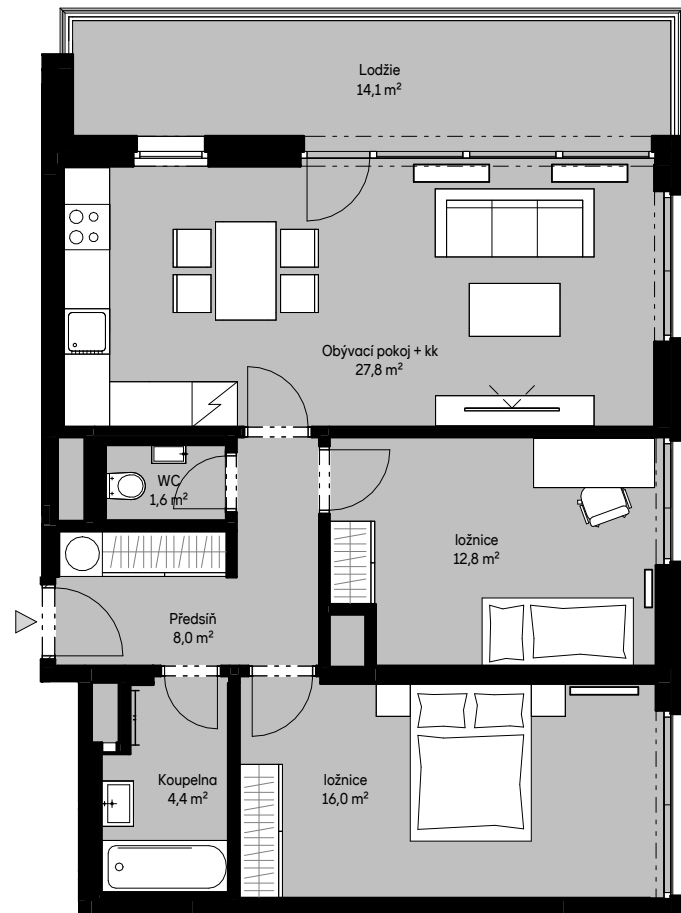 Lodžie
14,1 m²
Obývací pokoj + kk
27,8 m²
WC
1,6 m²
ložnice
12,8 m²
Předsíň
8,0 m²
Koupelna
4,4 m²
ložnice
16,0 m²